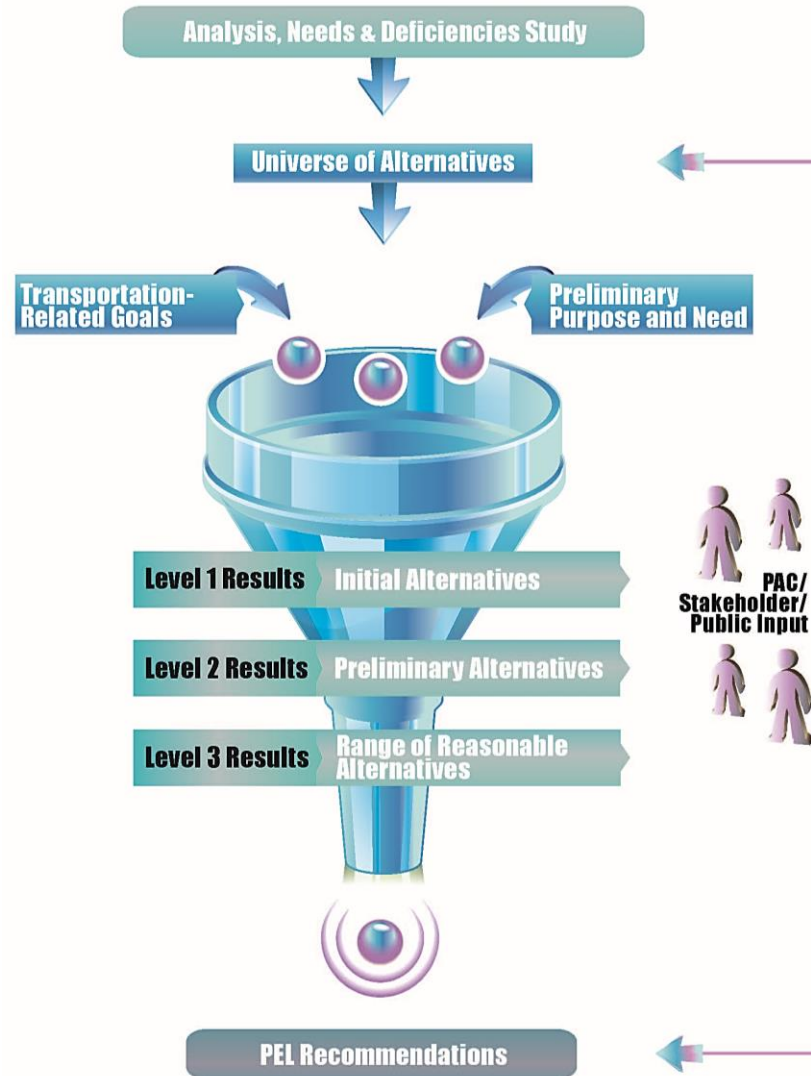 Analysis, Needs & Deficiencies Study
Universe of Alternatives
Transportation-
Related Goals
Preliminary
Purpose and Need
Level 1 Results
Initial Alternatives
Level 2 Results
Preliminary Alternatives
Level 3 Results
Range of Reasonable
Alternatives
PAC/
Stakeholder/
Public Input
PEL Recommendations